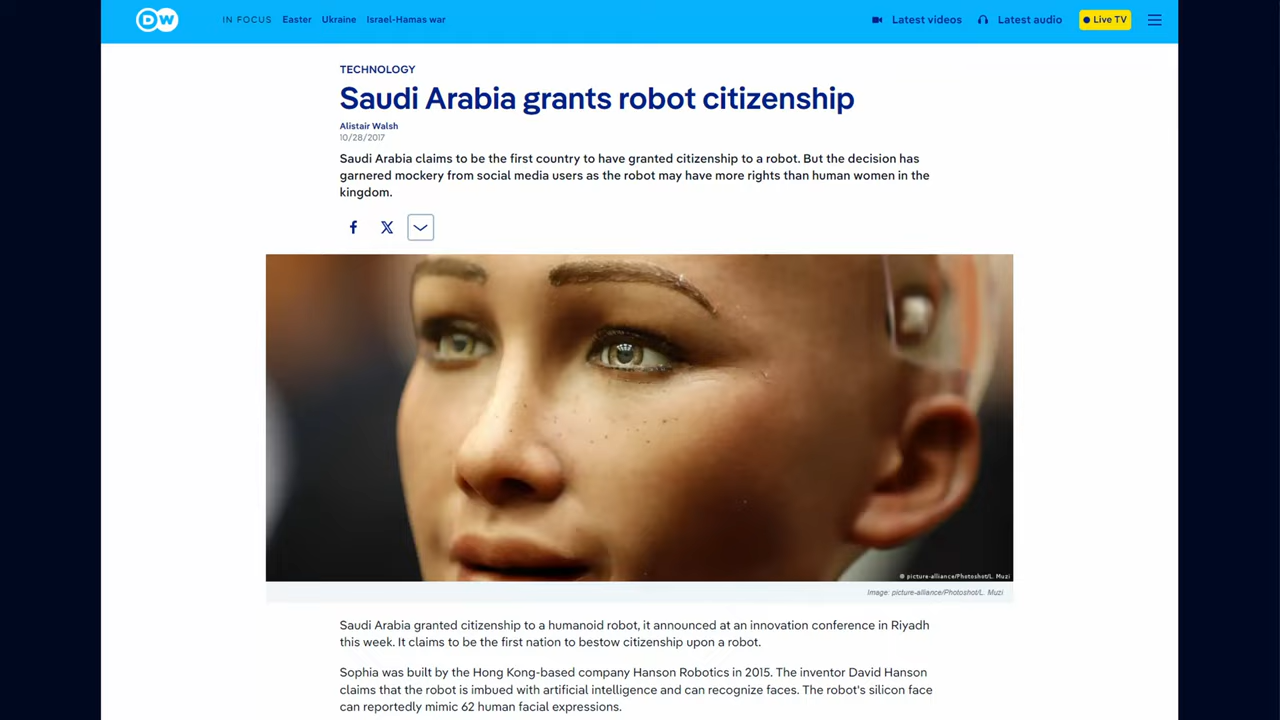 DW
IN FOCUS Easter Ukraine Israel-Hamas war Latest videos Latest audio Live TV
TECHNOLOGY
Saudi Arabia grants robot citizenship
Alistair Walsh
10/28/2017
Saudi Arabia claims to be the first country to have granted citizenship to a robot. But the decision has
garnered mockery from social media users as the robot may have more rights than human women in the
kingdom.
© picture-alliance/Photoshot/L. Muzi
Image: picture-alliance/Photoshot/L. Muzi
Saudi Arabia granted citizenship to a humanoid robot, it announced at an innovation conference in Riyadh
this week. It claims to be the first nation to bestow citizenship upon a robot.
Sophia was built by the Hong Kong-based company Hanson Robotics in 2015. The inventor David Hanson
claims that the robot is imbued with artificial intelligence and can recognize faces. The robot's silicon face
can reportedly mimic 62 human facial expressions.